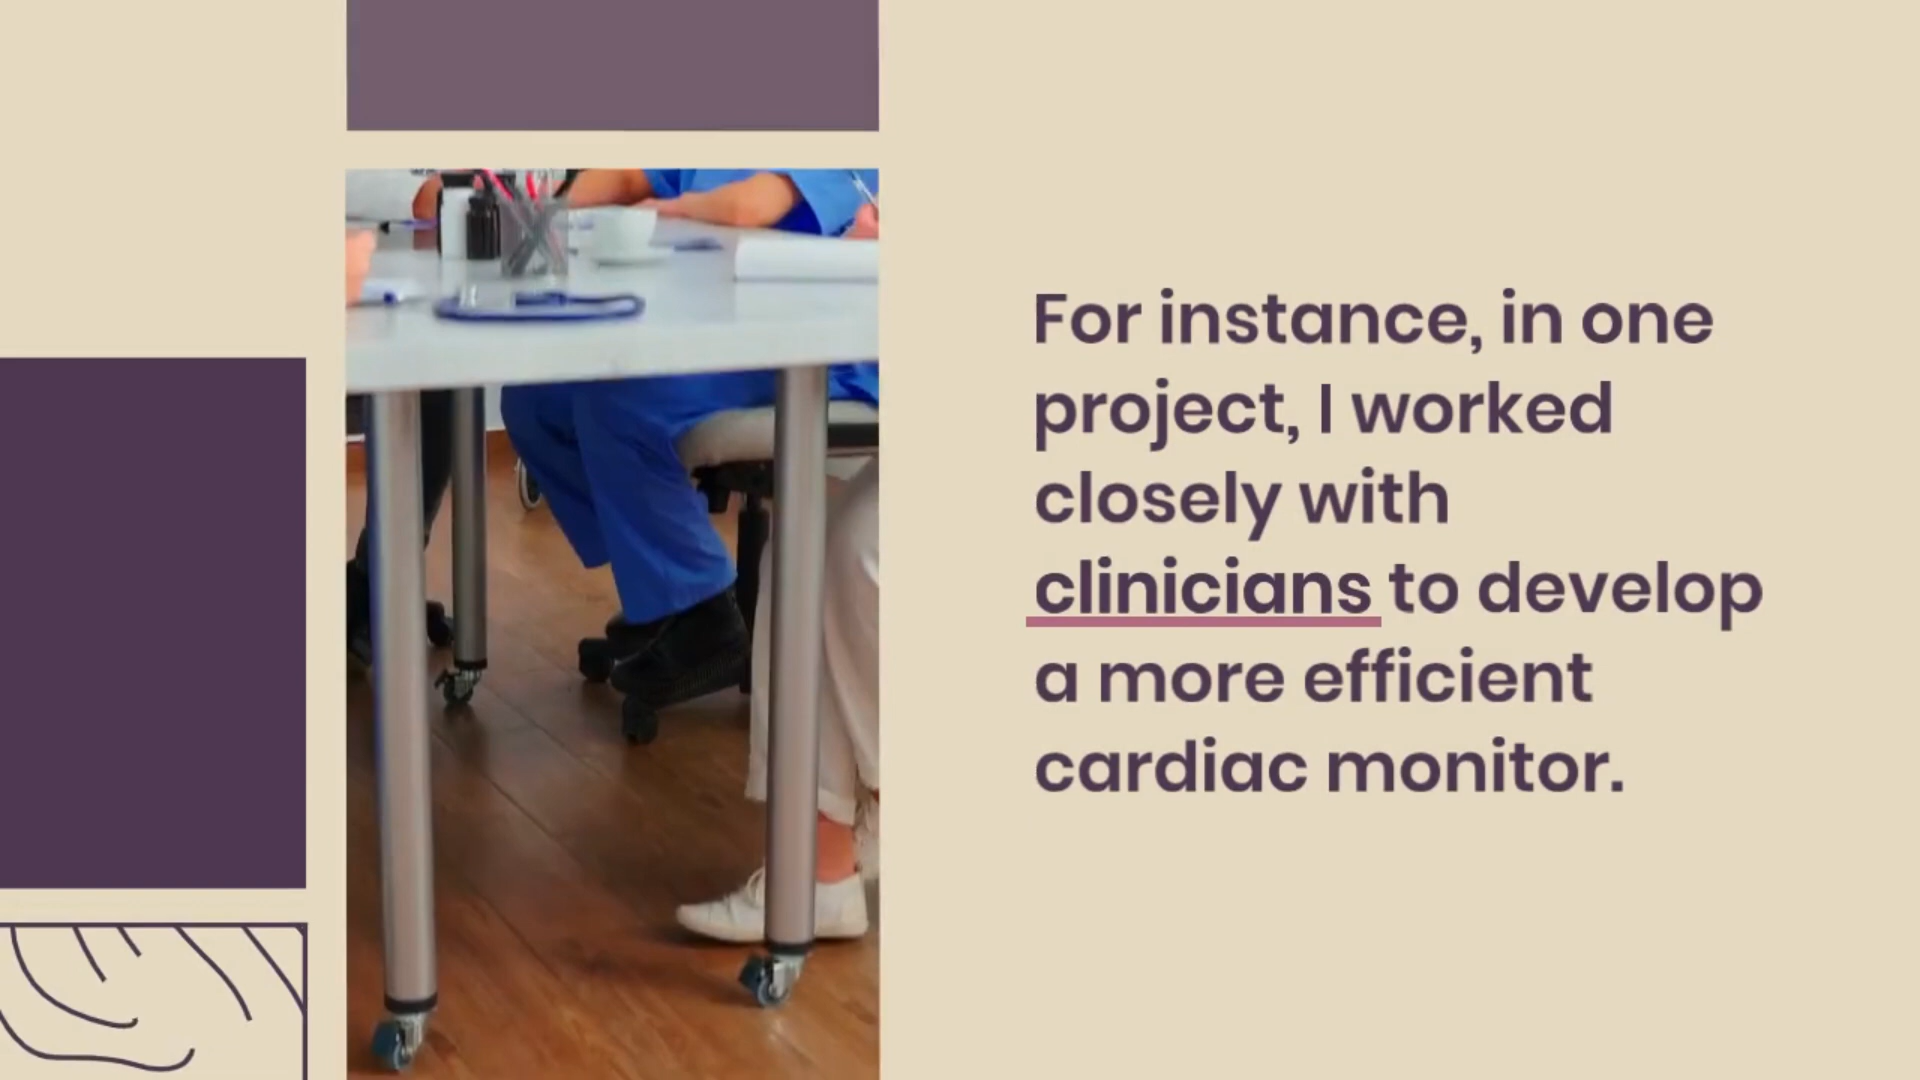 For instance, in one
project, I worked
closely with
clinicians to develop
a more efficient
cardiac monitor.